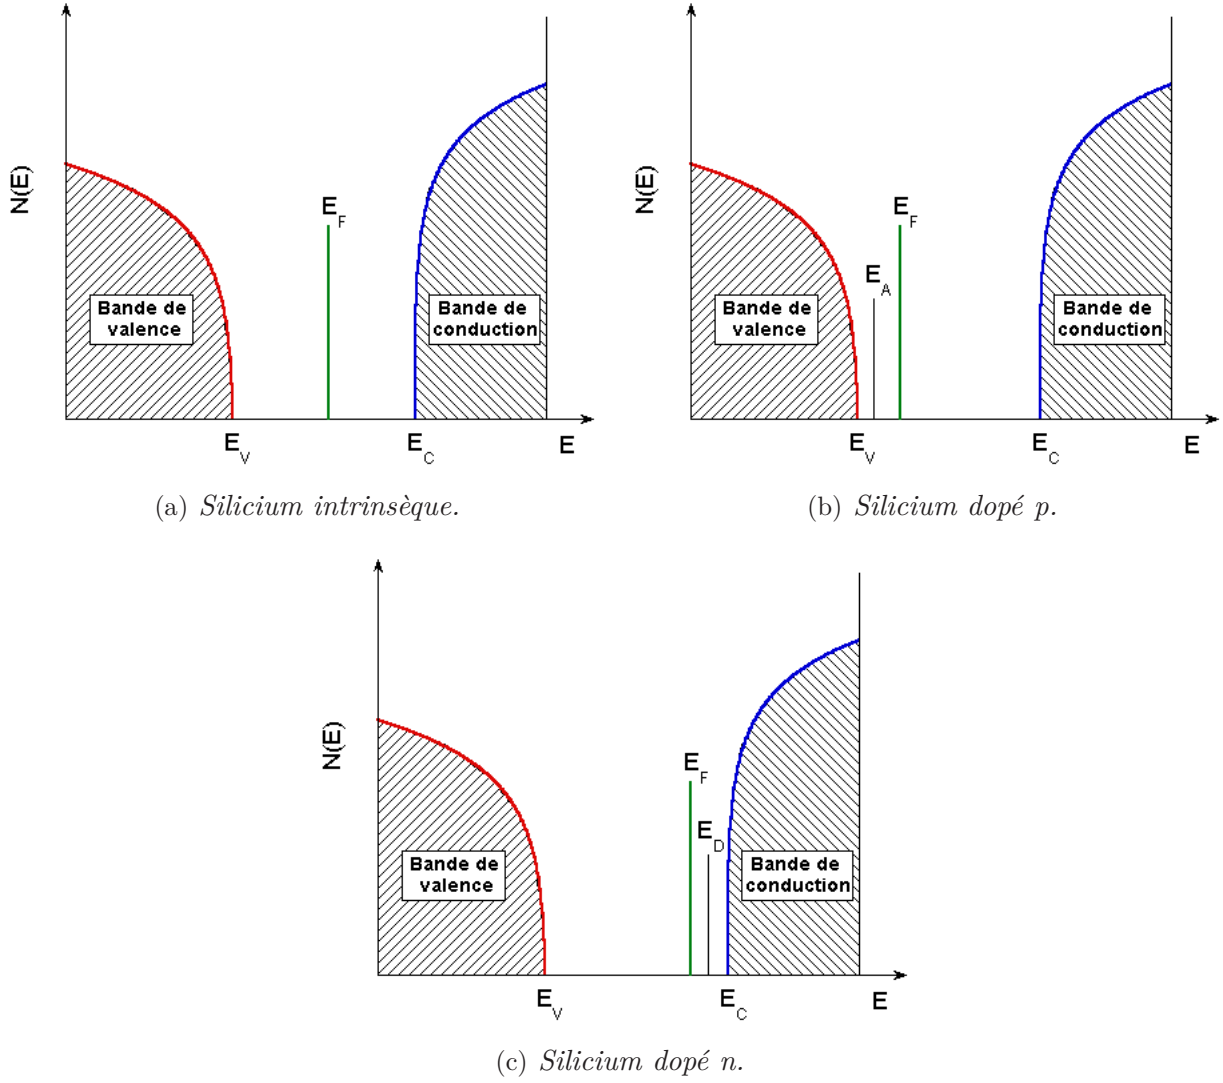 N(E)
E_F
Bande de
valence
Bande de
conduction
E_V
E_C
E
(a) Silicium intrinsèque.
N(E)
E_F
E_A
Bande de
valence
Bande de
conduction
E_V
E_C
E
(b) Silicium dopé p.
N(E)
E_F
E_D
Bande de
valence
Bande de
conduction
E_V
E_C
E
(c) Silicium dopé n.